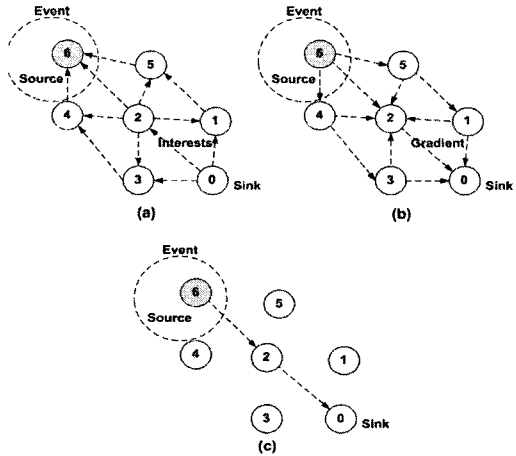 Event
6
5
Source
4
2
1
Interests
3
0
Sink
(a)
Event
6
5
Source
4
2
1
Gradient
3
0
Sink
(b)
Event
6
5
Source
4
2
1
3
0
Sink
(c)